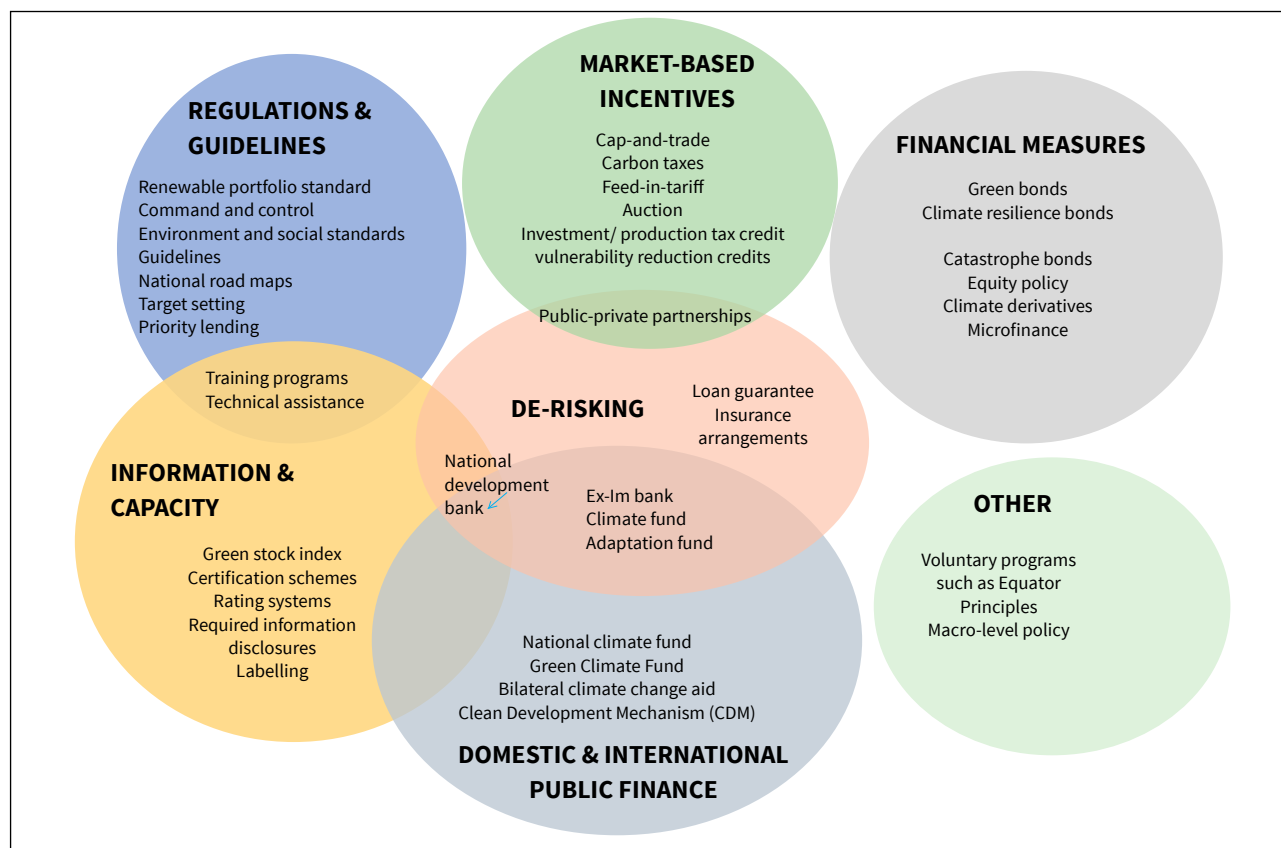 REGULATIONS &
GUIDELINES
Renewable portfolio standard
Command and control
Environment and social standards
Guidelines
National road maps
Target setting
Priority lending
MARKET-BASED
INCENTIVES
Cap-and-trade
Carbon taxes
Feed-in-tariff
Auction
Investment/ production tax credit
vulnerability reduction credits
Public-private partnerships
FINANCIAL MEASURES
Green bonds
Climate resilience bonds
Catastrophe bonds
Equity policy
Climate derivatives
Microfinance
Training programs
Technical assistance
DE-RISKING
Loan guarantee
Insurance
arrangements
INFORMATION &
CAPACITY
Green stock index
Certification schemes
Rating systems
Required information
disclosures
Labelling
National
development
bank
Ex-Im bank
Climate fund
Adaptation fund
OTHER
Voluntary programs
such as Equator
Principles
Macro-level policy
National climate fund
Green Climate Fund
Bilateral climate change aid
Clean Development Mechanism (CDM)
DOMESTIC & INTERNATIONAL
PUBLIC FINANCE